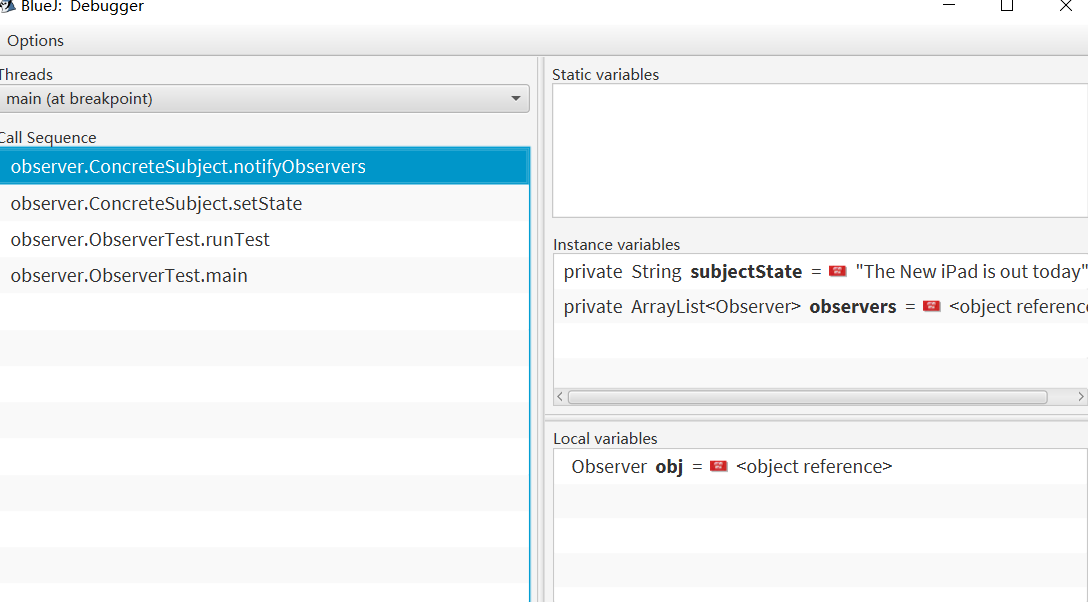 BlueJ: Debugger
Options
Threads
main (at breakpoint)
Call Sequence
observer.ConcreteSubject.notifyObservers
observer.ConcreteSubject.setState
observer.ObserverTest.runTest
observer.ObserverTest.main
Static variables
Instance variables
private String subjectState = "The New iPad is out today"
private ArrayList<Observer> observers = <object reference
Local variables
Observer obj = <object reference>